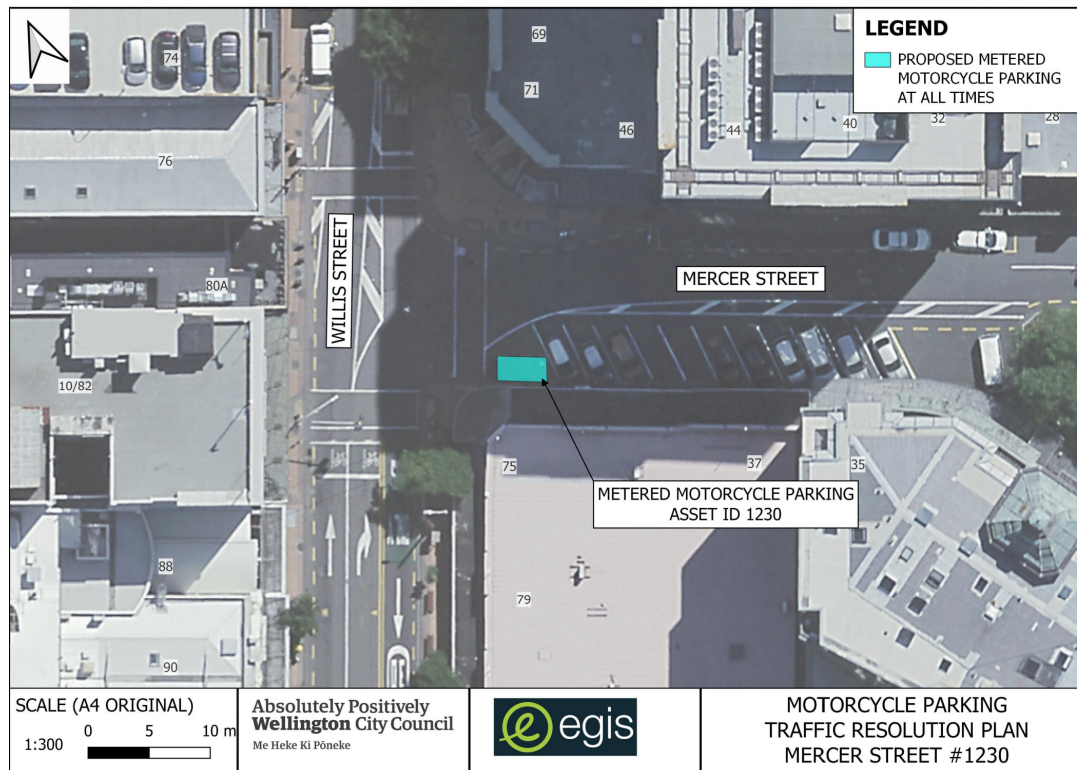 LEGEND
PROPOSED METERED
MOTORCYCLE PARKING
AT ALL TIMES
69
74
71
46
44
40
32
28
76
WILLIS STREET
MERCER STREET
80A
10/82
75
37
35
METERED MOTORCYCLE PARKING
ASSET ID 1230
88
79
90
SCALE (A4 ORIGINAL)
0 5 10 m
1:300
Absolutely Positively
Wellington City Council
Me Heke Ki Pōneke
egis
MOTORCYCLE PARKING
TRAFFIC RESOLUTION PLAN
MERCER STREET #1230